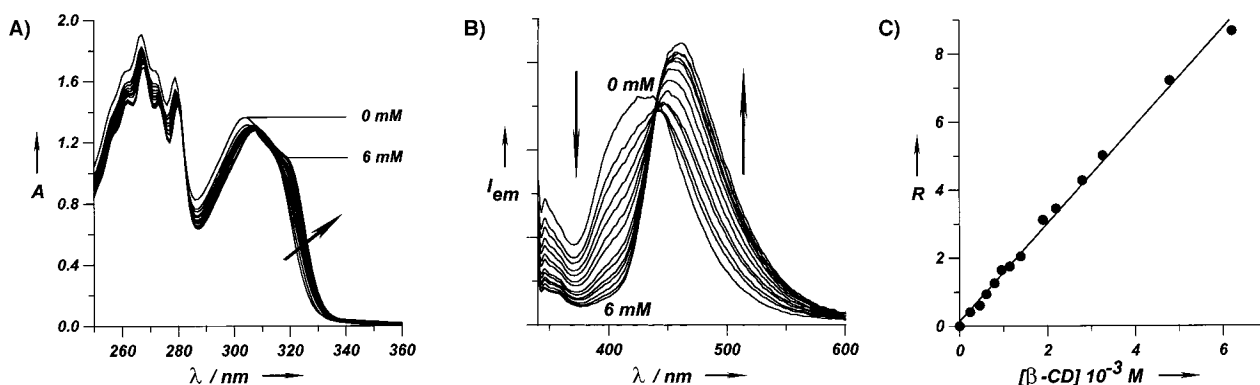 A)
2.0
1.6
1.2
0.8
0.4
0.0
A
0 mM
6 mM
260 280 300 320 340 360
λ / nm
B)
I em
0 mM
6 mM
400 500 600
λ / nm
C)
8
6
4
2
0
R
0 2 4 6
[β-CD] 10⁻³ M